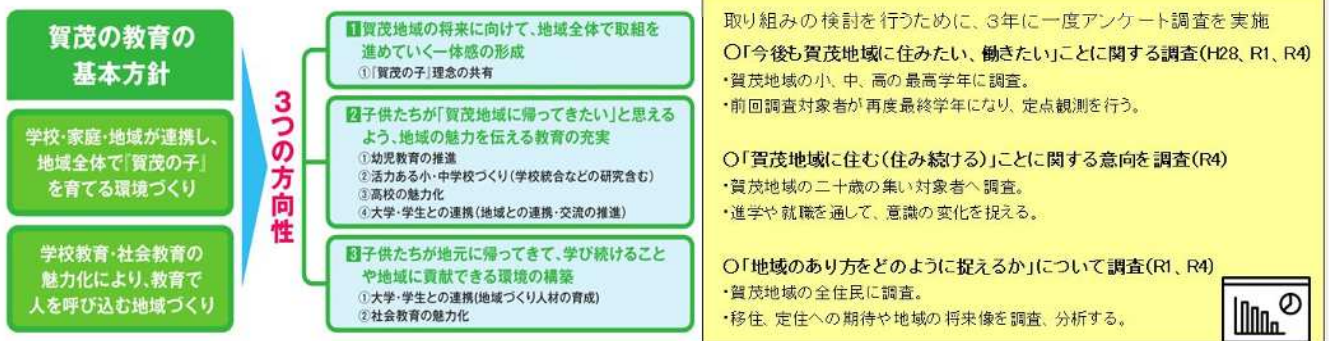 賀茂の教育の
基本方針
学校・家庭・地域が連携し、
地域全体で『賀茂の子』
を育てる環境づくり
学校教育・社会教育の
魅力化により、教育で
人を呼び込む地域づくり
3つの方向性
1賀茂地域の将来に向けて、地域全体で取組を
進めていく一体感の形成
①『賀茂の子』理念の共有
2子供たちが「賀茂地域に帰ってきたい」と思える
よう、地域の魅力を伝える教育の充実
①幼児教育の推進
②活力ある小・中学校づくり(学校統合などの研究含む)
③高校の魅力化
④大学・学生との連携(地域との連携・交流の推進)
3子供たちが地元に帰ってきて、学び続けること
や地域に貢献できる環境の構築
①大学・学生との連携(地域づくり人材の育成)
②社会教育の魅力化
取り組みの検討を行うために、3年に一度アンケート調査を実施
〇「今後も賀茂地域に住みたい、働きたい」ことに関する調査(H28、R1、R4)
・賀茂地域の小、中、高の最高学年に調査。
・前回調査対象者が再度最終学年になり、定点観測を行う。
〇「賀茂地域に住む(住み続ける)」ことに関する意向を調査(R4)
・賀茂地域の二十歳の集い対象者へ調査。
・進学や就職を通して、意識の変化を捉える。
〇「地域のあり方をどのように捉えるか」について調査(R1、R4)
・賀茂地域の全住民に調査。
・移住、定住への期待や地域の将来像を調査、分析する。